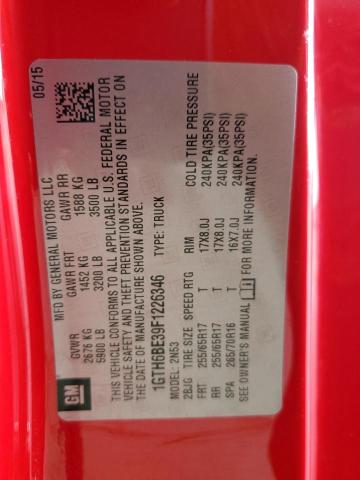 GM
MFD BY GENERAL MOTORS LLC
05/15
GVWR GAWR FRT GAWR RR
2676 KG 1452 KG 1588 KG
5900 LB 3200 LB 3500 LB
THIS VEHICLE CONFORMS TO ALL APPLICABLE U.S. FEDERAL MOTOR
VEHICLE SAFETY AND THEFT PREVENTION STANDARDS IN EFFECT ON
THE DATE OF MANUFACTURE SHOWN ABOVE.
1GTH6BE39F1226346 TYPE: TRUCK
MODEL: 2N53
2BJG TIRE SIZE SPEED RTG RIM COLD TIRE PRESSURE
FRT 255/65R17 T 17X8.0J 240KPA(35PSI)
RR 255/65R17 T 17X8.0J 240KPA(35PSI)
SPA 265/70R16 T 16X7.0J 240KPA(35PSI)
SEE OWNER'S MANUAL FOR MORE INFORMATION.